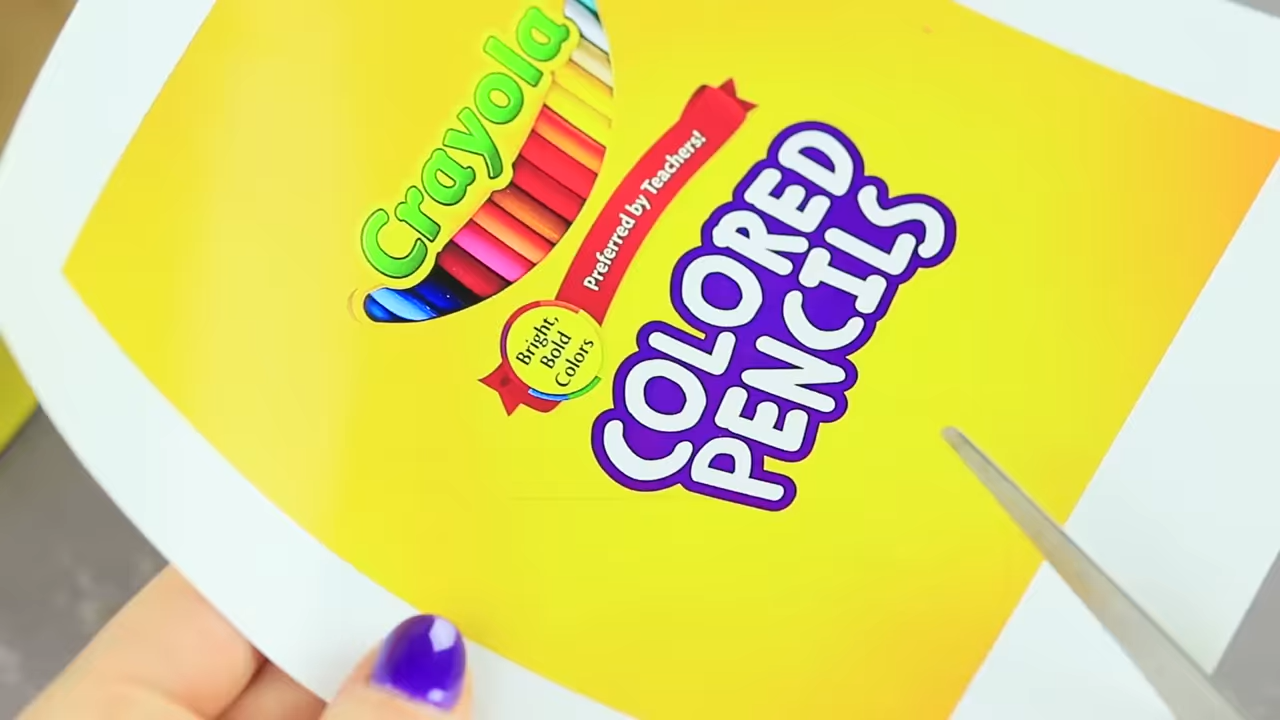 Crayola
Preferred by Teachers!
Bright,
Bold
Colors
COLORED
PENCILS